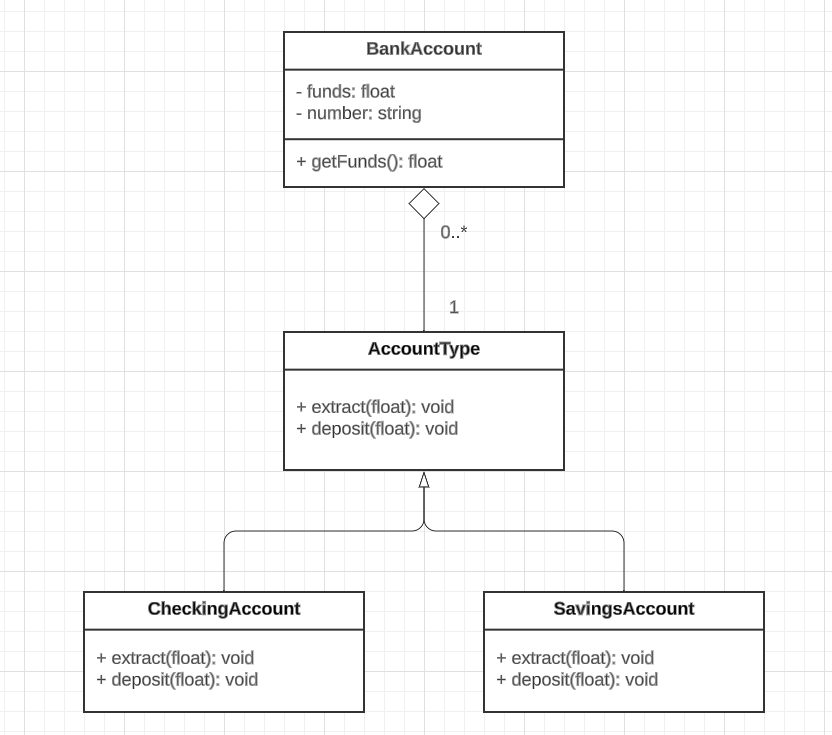 BankAccount
- funds: float
- number: string
+ getFunds(): float
0..*
1
AccountType
+ extract(float): void
+ deposit(float): void
CheckingAccount
+ extract(float): void
+ deposit(float): void
SavingsAccount
+ extract(float): void
+ deposit(float): void